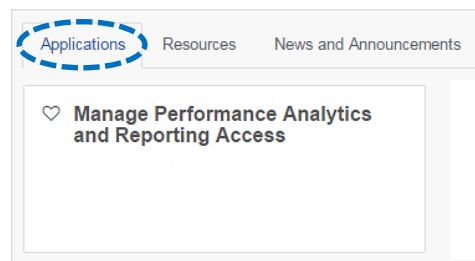 Applications Resources News and Announcements
Manage Performance Analytics
and Reporting Access